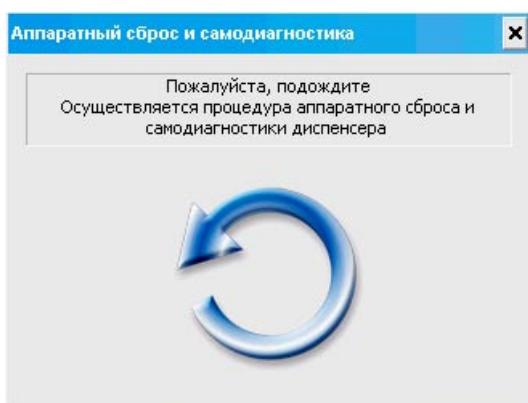 Аппаратный сброс и самодиагностика
Пожалуйста, подождите
Осуществляется процедура аппаратного сброса и
самодиагностики диспенсера